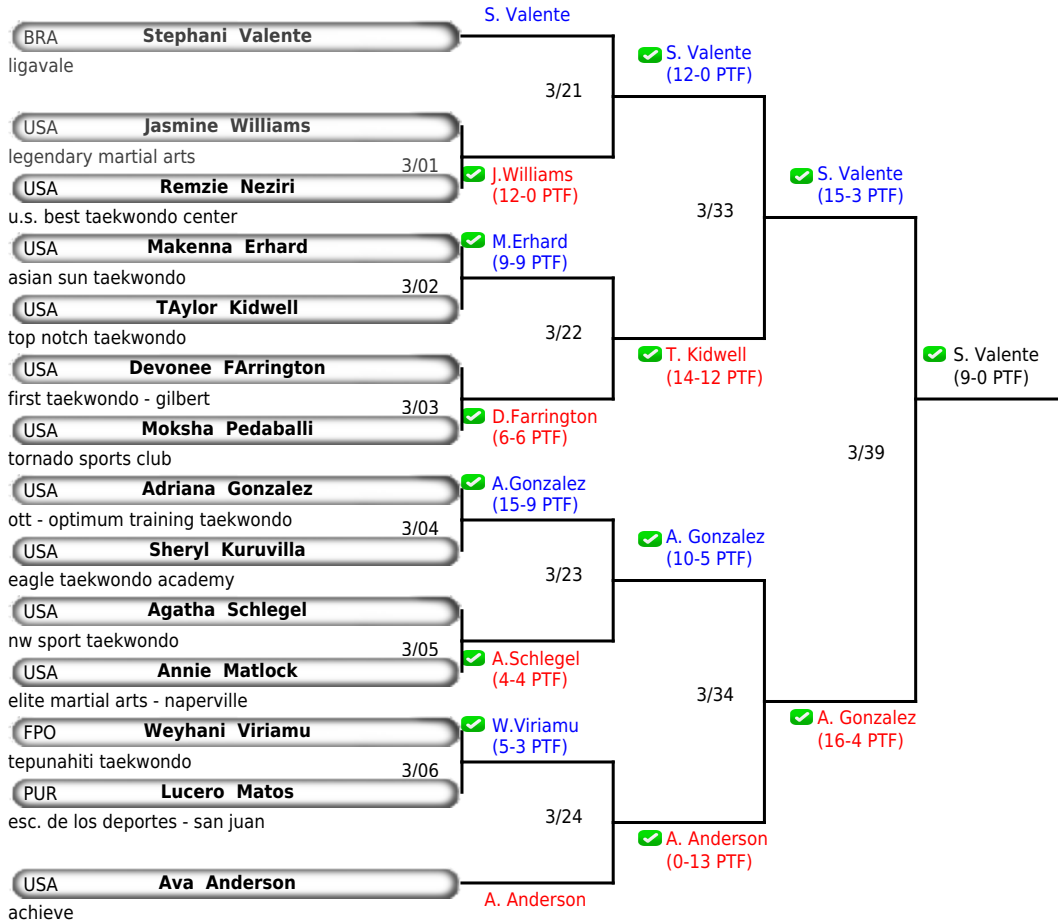 S. Valente
BRA Stephani Valente
ligavale
S. Valente
(12-0 PTF)
3/21
USA Jasmine Williams
legendary martial arts
3/01
J.Williams
(12-0 PTF)
USA Remzie Neziri
u.s. best taekwondo center
S. Valente
(15-3 PTF)
3/33
USA Makenna Erhard
M.Erhard
(9-9 PTF)
asian sun taekwondo
3/02
USA TAylor Kidwell
top notch taekwondo
3/22
T. Kidwell
(14-12 PTF)
USA Devonee FArrington
first taekwondo - gilbert
3/03
D.Farrington
(6-6 PTF)
USA Moksha Pedaballi
tornado sports club
S. Valente
(9-0 PTF)
3/39
USA Adriana Gonzalez
A.Gonzalez
(15-9 PTF)
ott - optimum training taekwondo
3/04
USA Sheryl Kuruvilla
eagle taekwondo academy
A. Gonzalez
(10-5 PTF)
3/23
USA Agatha Schlegel
nw sport taekwondo
3/05
A.Schlegel
(4-4 PTF)
USA Annie Matlock
elite martial arts - naperville
3/34
A. Gonzalez
(16-4 PTF)
FPO Weyhani Viriamu
W.Viriamu
(5-3 PTF)
tepunahiti taekwondo
3/06
PUR Lucero Matos
esc. de los deportes - san juan
3/24
A. Anderson
(0-13 PTF)
USA Ava Anderson
A. Anderson
achieve